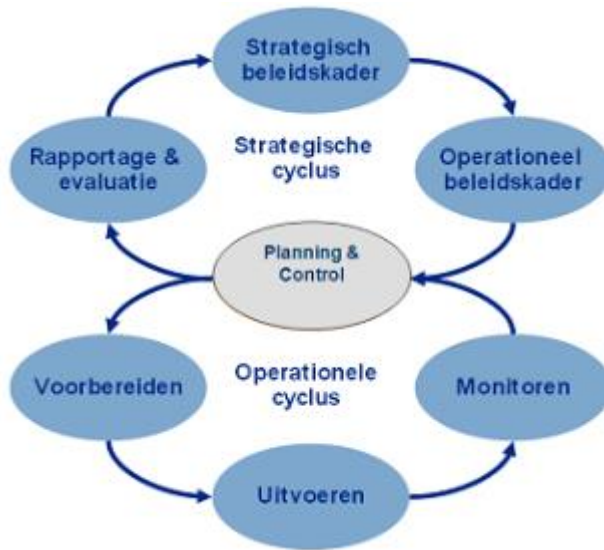 Strategisch
beleidskader
Rapportage &
evaluatie
Strategische
cyclus
Operationeel
beleidskader
Planning &
Control
Voorbereiden
Operationele
cyclus
Monitoren
Uitvoeren